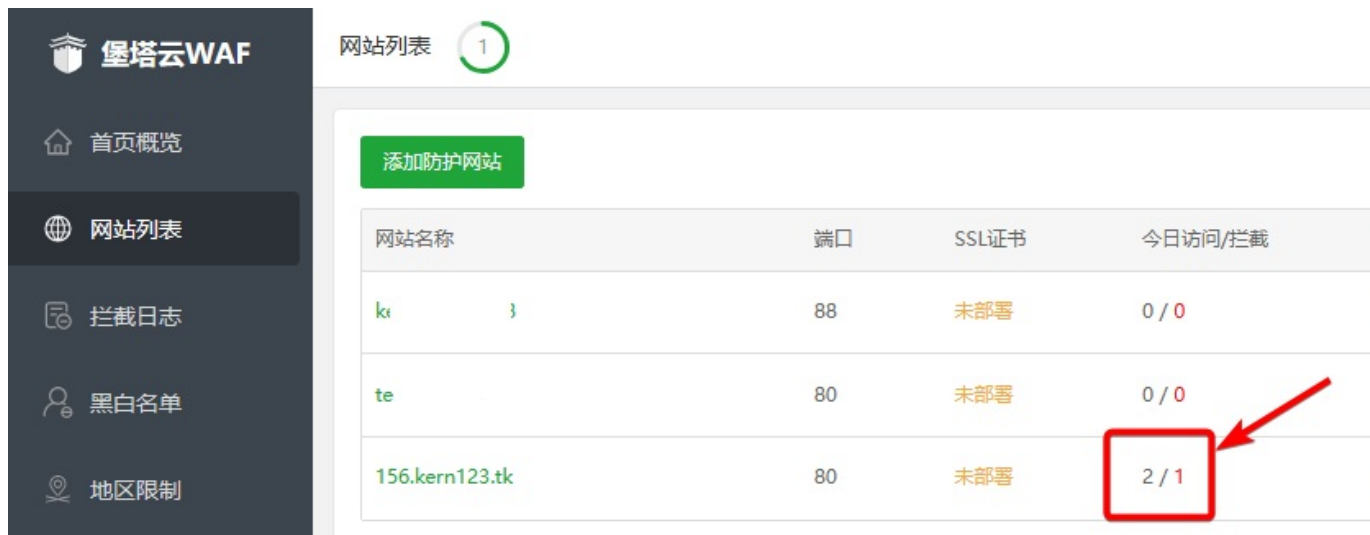 堡塔云WAF
首页概览
网站列表
拦截日志
黑白名单
地区限制
网站列表 1
添加防护网站
网站名称 端口 SSL证书 今日访问/拦截
88 未部署 0 / 0
te 80 未部署 0 / 0
156.kern123.tk 80 未部署 2 / 1